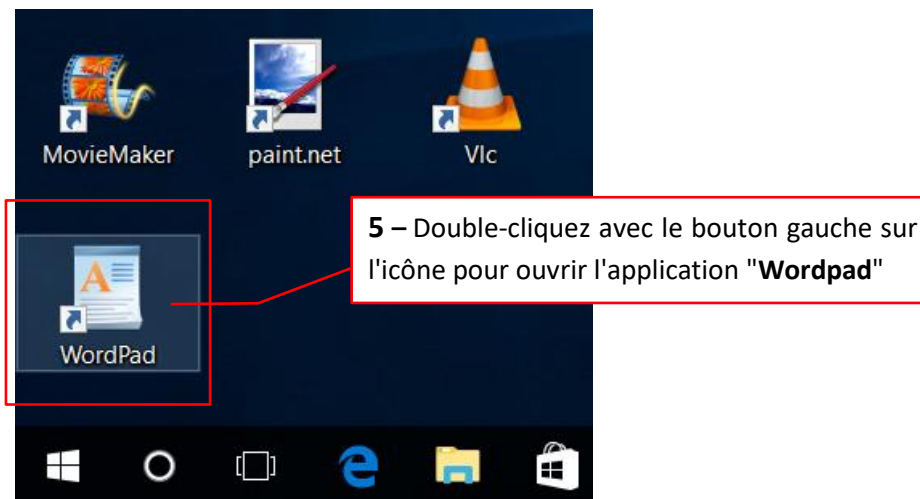 MovieMaker
paint.net
Vlc
5 – Double-cliquez avec le bouton gauche sur
l'icône pour ouvrir l'application "Wordpad"
A
WordPad